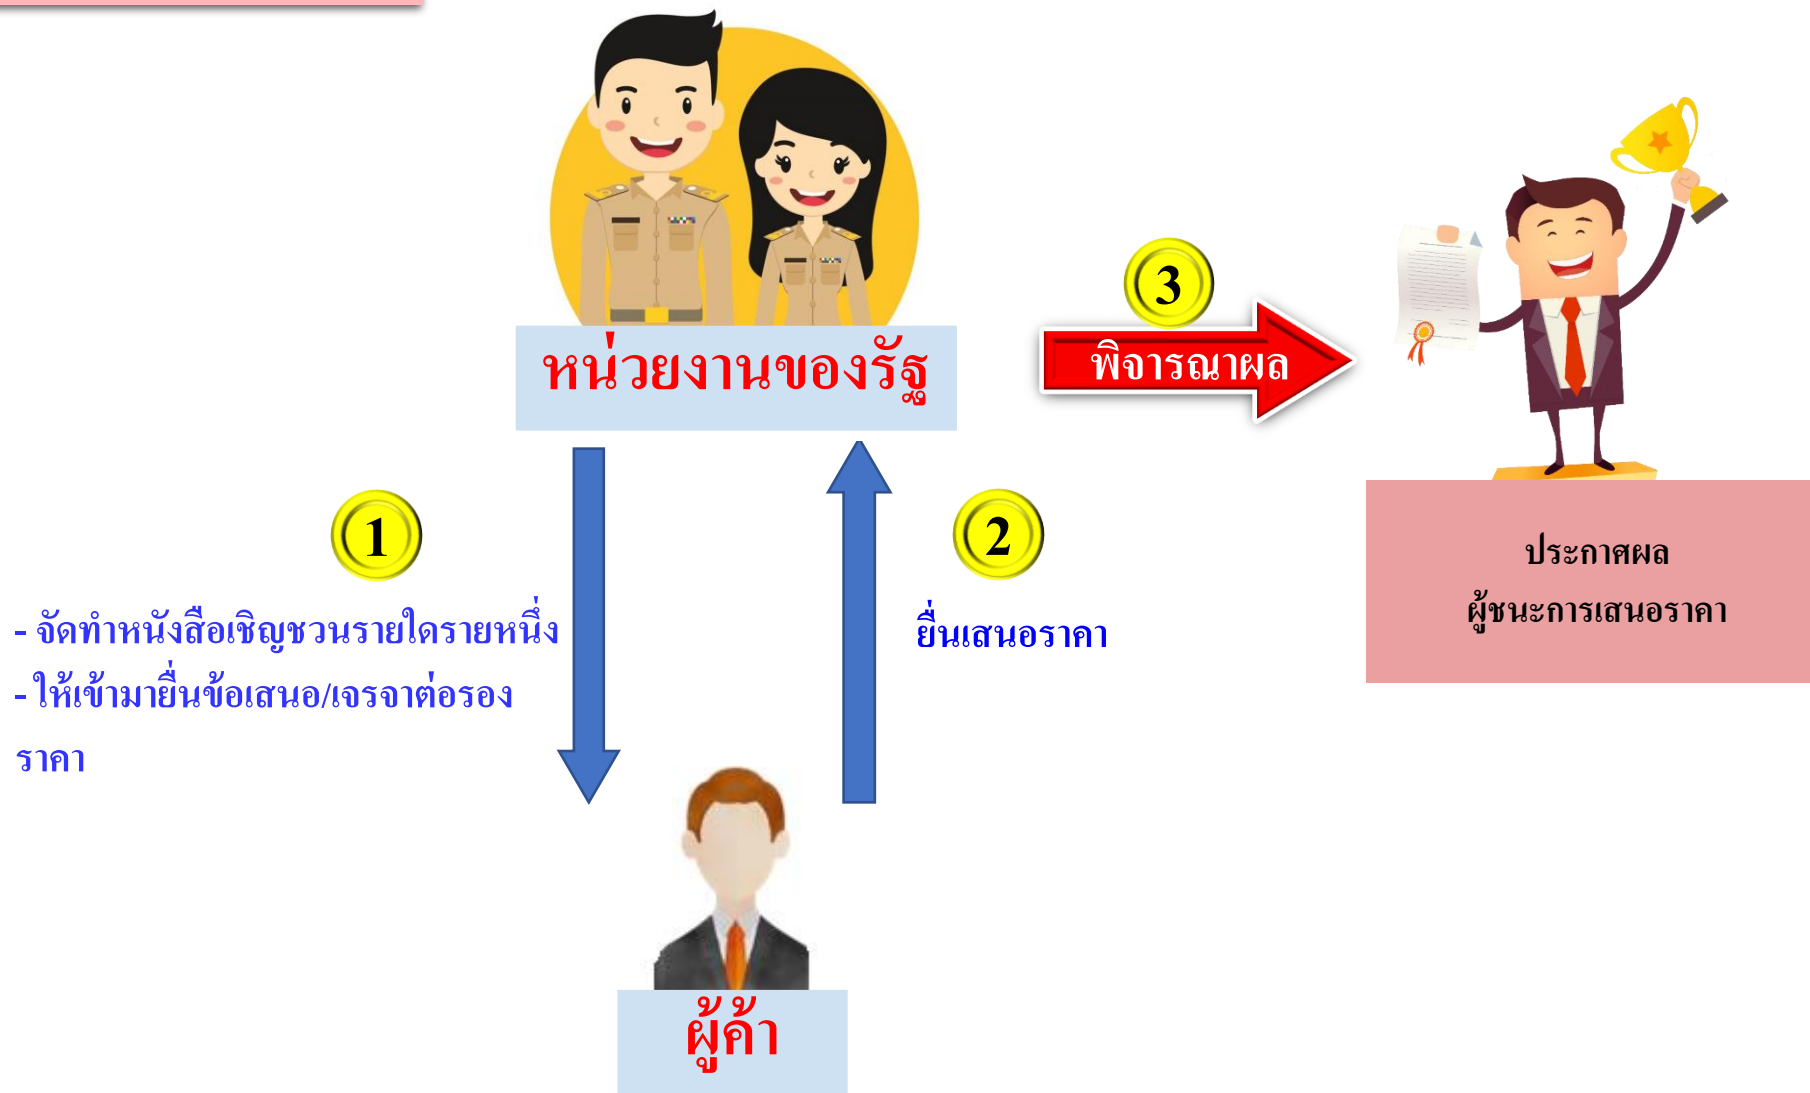 หน่วยงานของรัฐ
3
พิจารณาผล
1
- จัดทำหนังสือเชิญชวนรายใดรายหนึ่ง
- ให้เข้ามายื่นข้อเสนอ/เจรจาต่อรอง
ราคา
2
ยื่นเสนอราคา
ประกาศผล
ผู้ชนะการเสนอราคา
ผู้ค้า